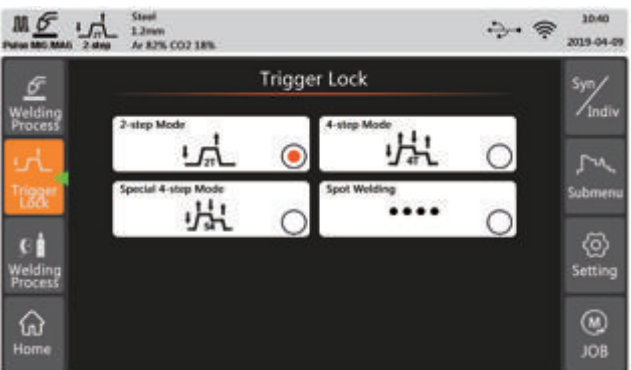 Pulse MIG/MAG
2-step
Steel
1.2mm
Ar 82% CO2 18%
10:40
2019-04-09
Trigger Lock
Welding
Process
Trigger
Lock
Welding
Process
Home
2-step Mode
2T
4-step Mode
4T
Special 4-step Mode
Spot Welding
Syn/
Indiv
Submenu
Setting
M
JOB